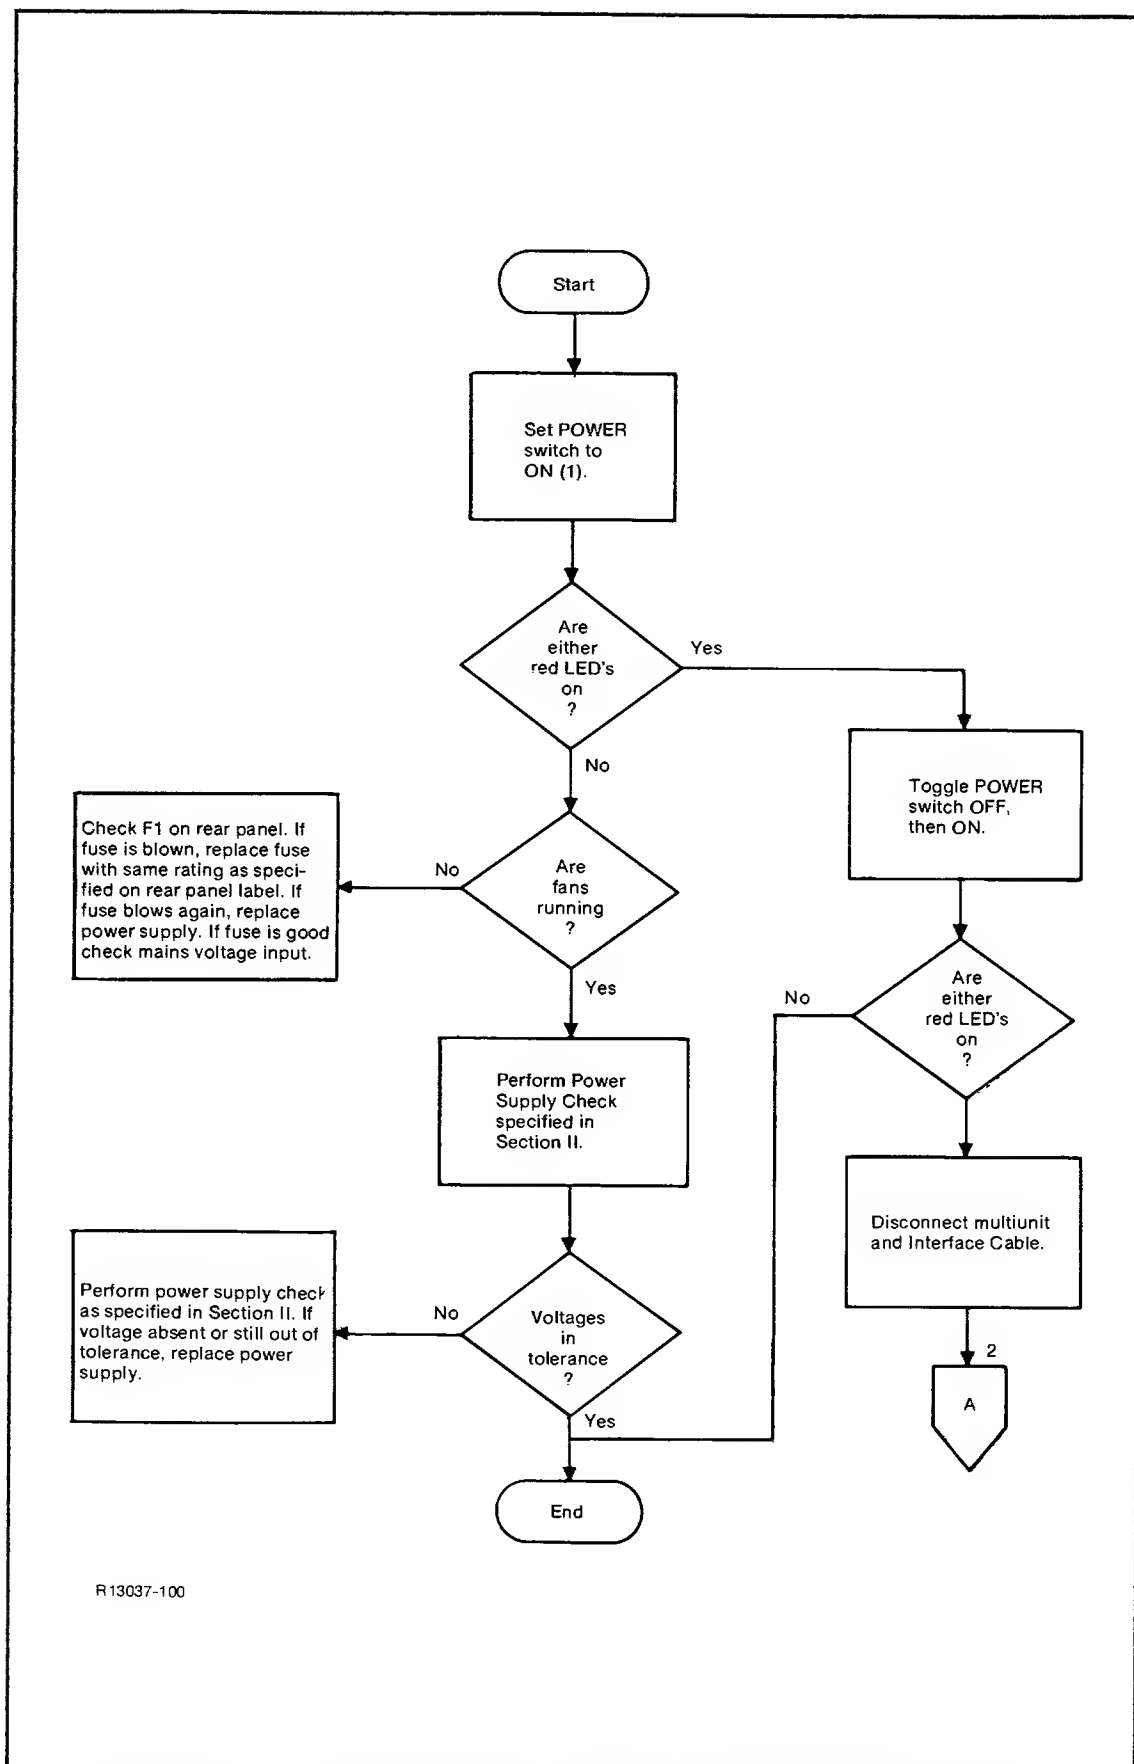 Start
Set POWER
switch to
ON (1).
Are
either
red LED's
on
?
Yes
No
Toggle POWER
switch OFF,
then ON.
Check F1 on rear panel. If
fuse is blown, replace fuse
with same rating as speci-
fied on rear panel label. If
fuse blows again, replace
power supply. If fuse is good
check mains voltage input.
No
Are
fans
running
?
Yes
No
Are
either
red LED's
on
?
Perform Power
Supply Check
specified in
Section II.
Disconnect multiunit
and Interface Cable.
Perform power supply check
as specified in Section II. If
voltage absent or still out of
tolerance, replace power
supply.
No
Voltages
in
tolerance
?
Yes
2
A
End
R13037-100